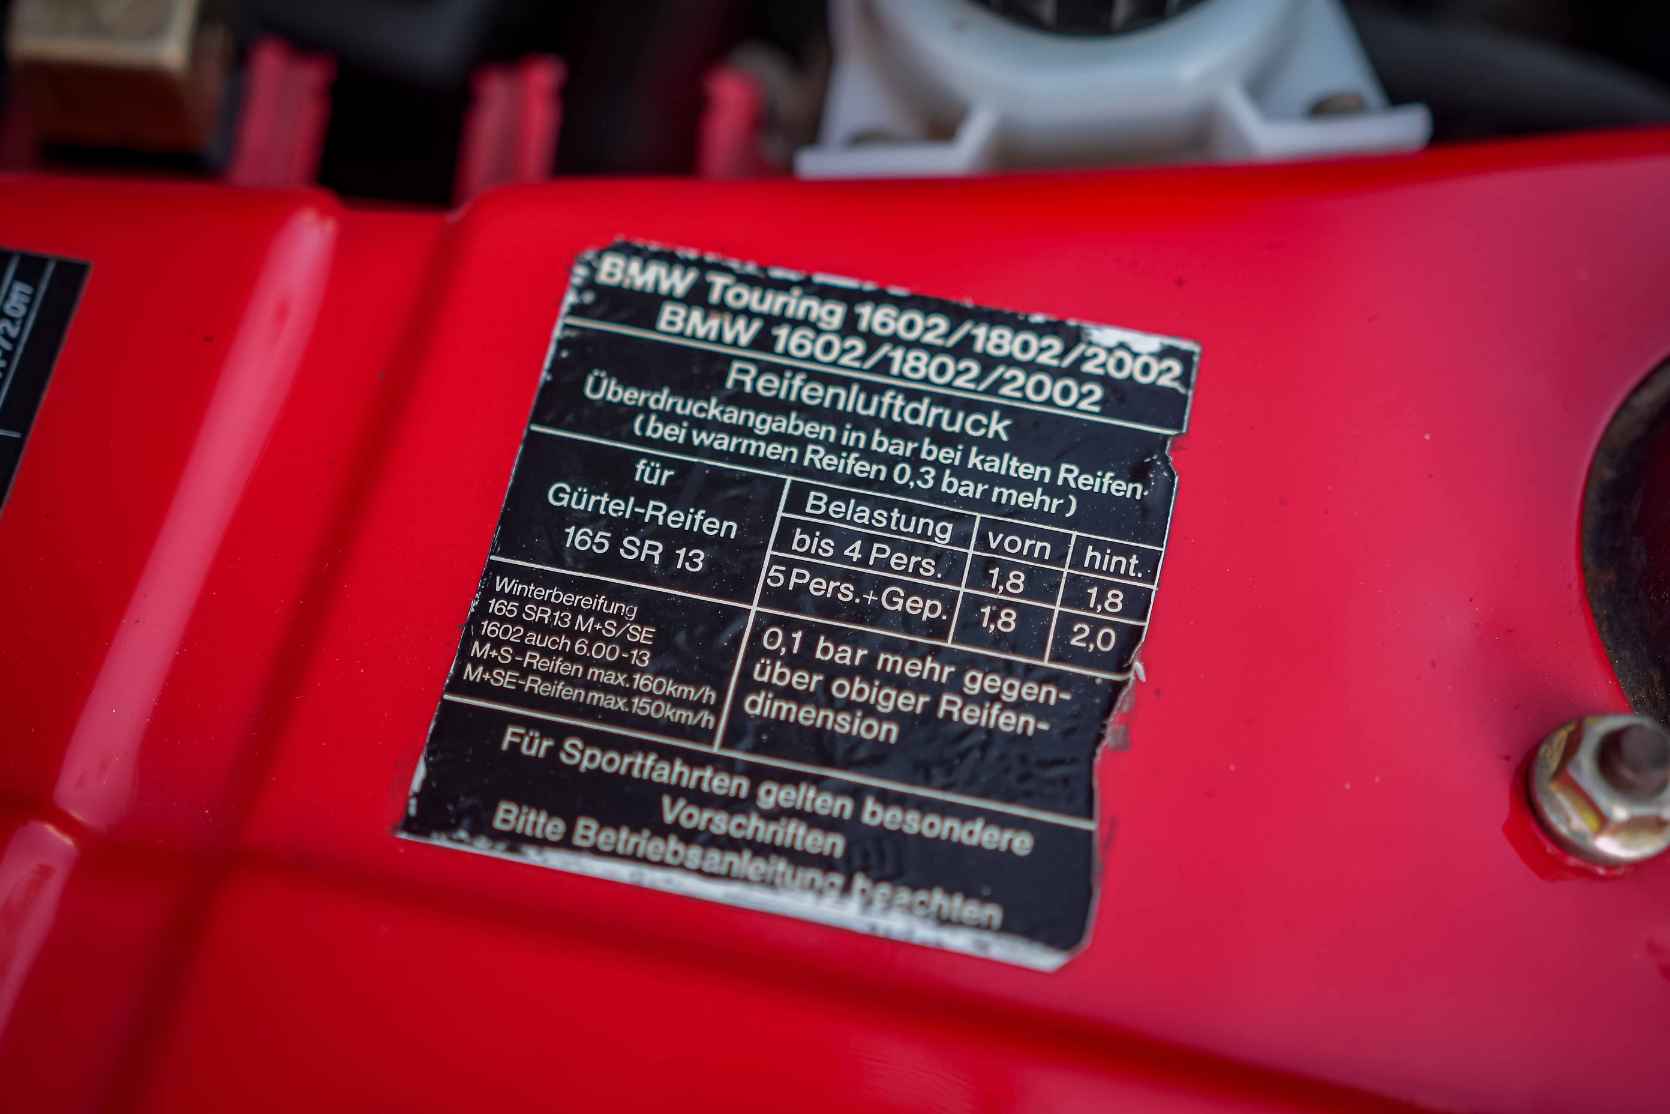 BMW Touring 1602/1802/2002
BMW 1602/1802/2002
Reifenluftdruck
Überdruckangaben in bar bei kalten Reifen
(bei warmen Reifen 0,3 bar mehr)
für
Gürtel-Reifen
165 SR 13
Belastung vorn hint.
bis 4 Pers. 1,8 1,8
5 Pers.+Gep. 1,8 2,0
Winterbereifung
165 SR13 M+S/SE
1602 auch 6.00-13
M+S-Reifen max.160km/h
M+SE-Reifen max.150km/h
0,1 bar mehr gegen-
über obiger Reifen-
dimension
Für Sportfahrten gelten besondere
Vorschriften
Bitte Betriebsanleitung beachten